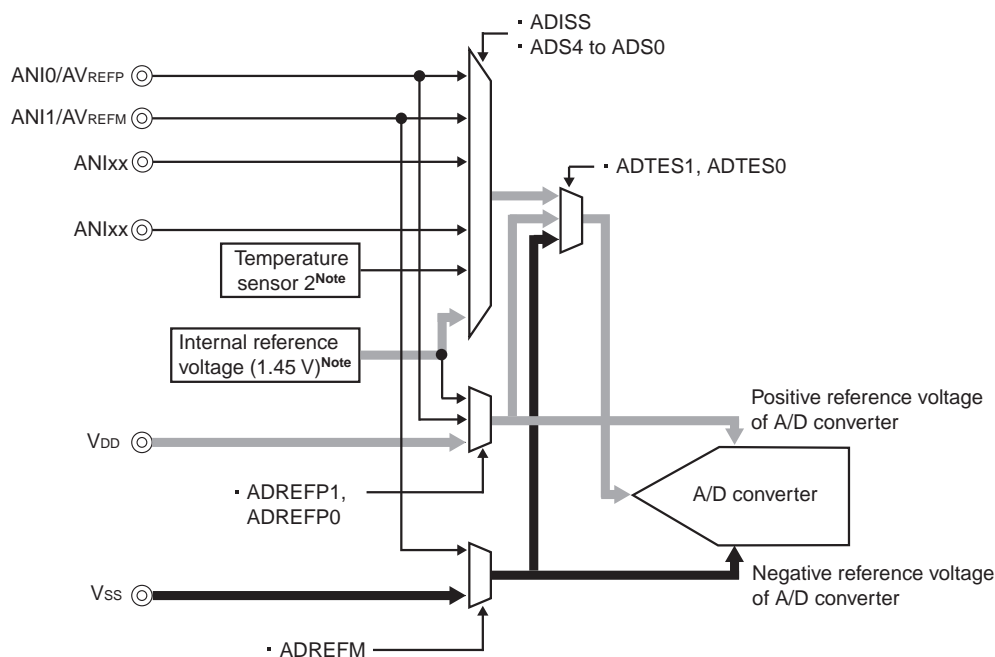 ▪ ADISS
▪ ADS4 to ADS0
ANI0/AVREFP
ANI1/AVREFM
ANIxx
▪ ADTES1, ADTES0
ANIxx
Temperature
sensor 2Note
Internal reference
voltage (1.45 V)Note
Positive reference voltage
of A/D converter
VDD
▪ ADREFP1,
ADREFP0
A/D converter
VSS
Negative reference voltage
of A/D converter
▪ ADREFM